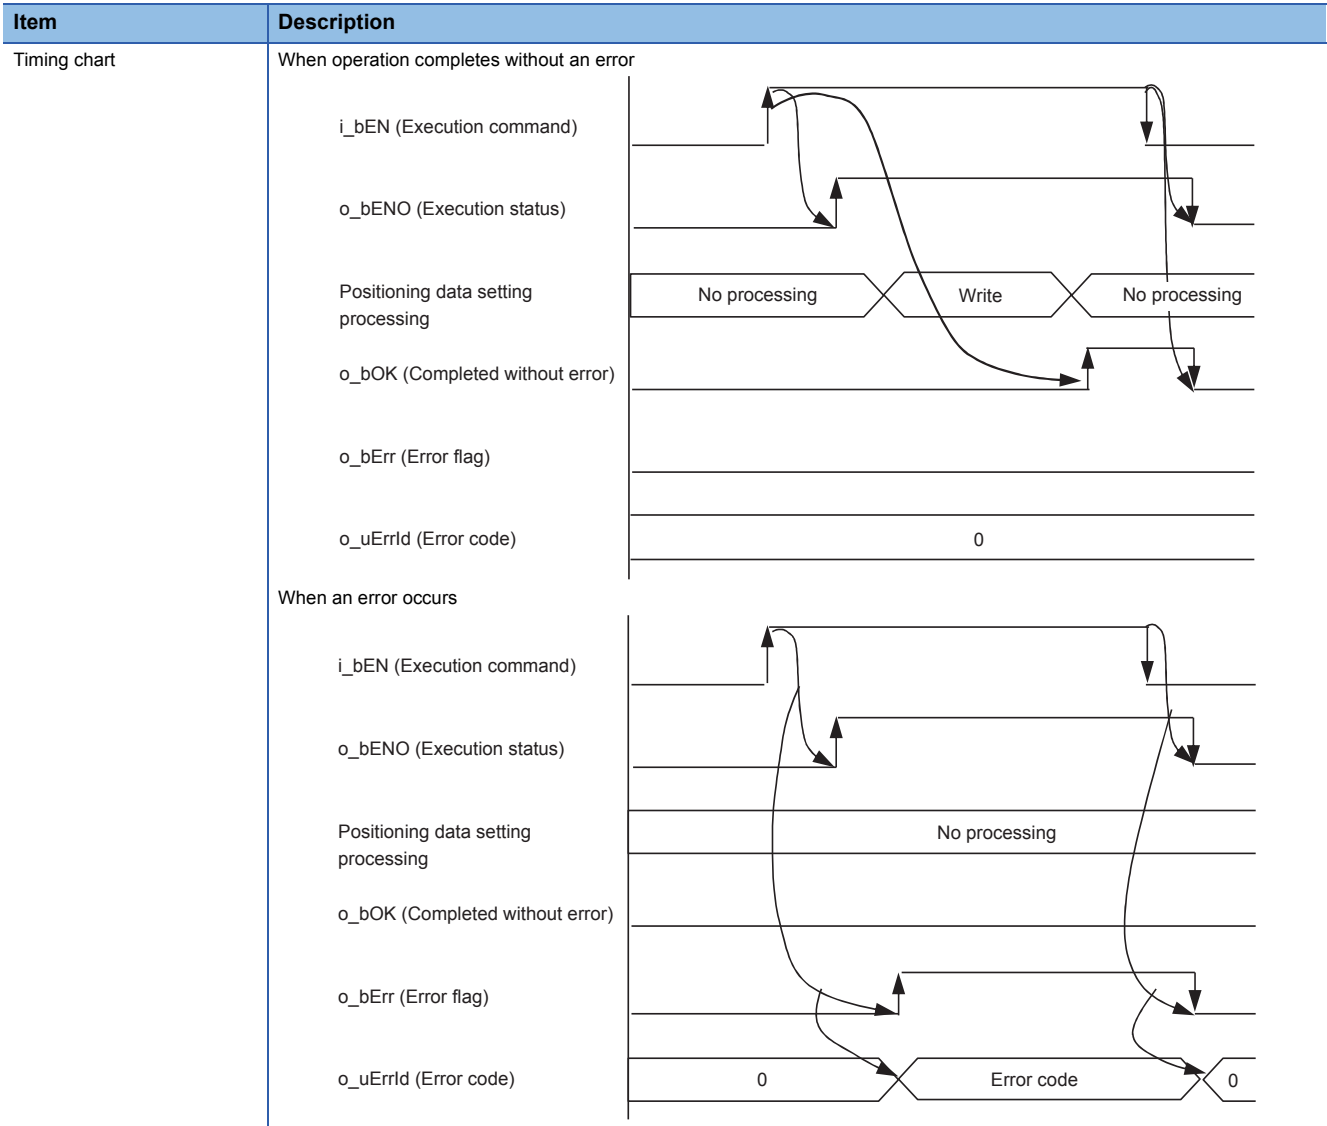 Item Description
Timing chart When operation completes without an error
i_bEN (Execution command)
o_bENO (Execution status)
Positioning data setting
processing
No processing Write No processing
o_bOK (Completed without error)
o_bErr (Error flag)
o_uErrId (Error code) 0
When an error occurs
i_bEN (Execution command)
o_bENO (Execution status)
Positioning data setting
processing
No processing
o_bOK (Completed without error)
o_bErr (Error flag)
o_uErrId (Error code) 0 Error code 0